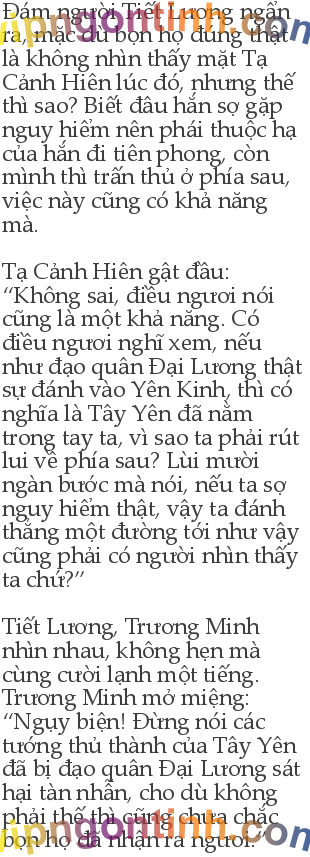 Đám người Tiết Lương ngẩn
ra, mặc dù bọn họ đúng thật
là không nhìn thấy mặt Tạ
Cảnh Hiên lúc đó, nhưng thế
thì sao? Biết đâu hắn sợ gặp
nguy hiểm nên phái thuộc hạ
của hắn đi tiên phong, còn
mình thì trấn thủ ở phía sau,
việc này cũng có khả năng
mà.
Tạ Cảnh Hiên gật đầu:
“Không sai, điều ngươi nói
cũng là một khả năng. Có
điều ngươi nghĩ xem, nếu
như đạo quân Đại Lương thật
sự đánh vào Yên Kinh, thì có
nghĩa là Tây Yên đã nằm
trong tay ta, vì sao ta phải rút
lui về phía sau? Lùi mười
ngàn bước mà nói, nếu ta sợ
nguy hiểm thật, vậy ta đánh
thẳng một đường tới như vậy
cũng phải có người nhìn thấy
ta chứ?”
Tiết Lương, Trương Minh
nhìn nhau, không hẹn mà
cùng cười lạnh một tiếng.
Trương Minh mở miệng:
“Ngụy biện! Đừng nói các
tướng thủ thành của Tây Yên
đã bị đạo quân Đại Lương sát
hại tàn nhẫn, cho dù không
phải thế thì cũng chưa chắc
bọn họ đã nhận ra ngươi.”
vipngontinh.com